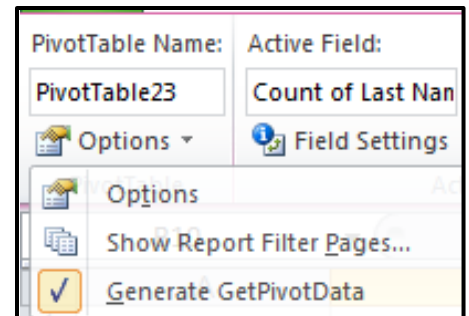 PivotTable Name: Active Field:
PivotTable23 Count of Last Nan
Options Field Settings
Options
Show Report Filter Pages...
Generate GetPivotData